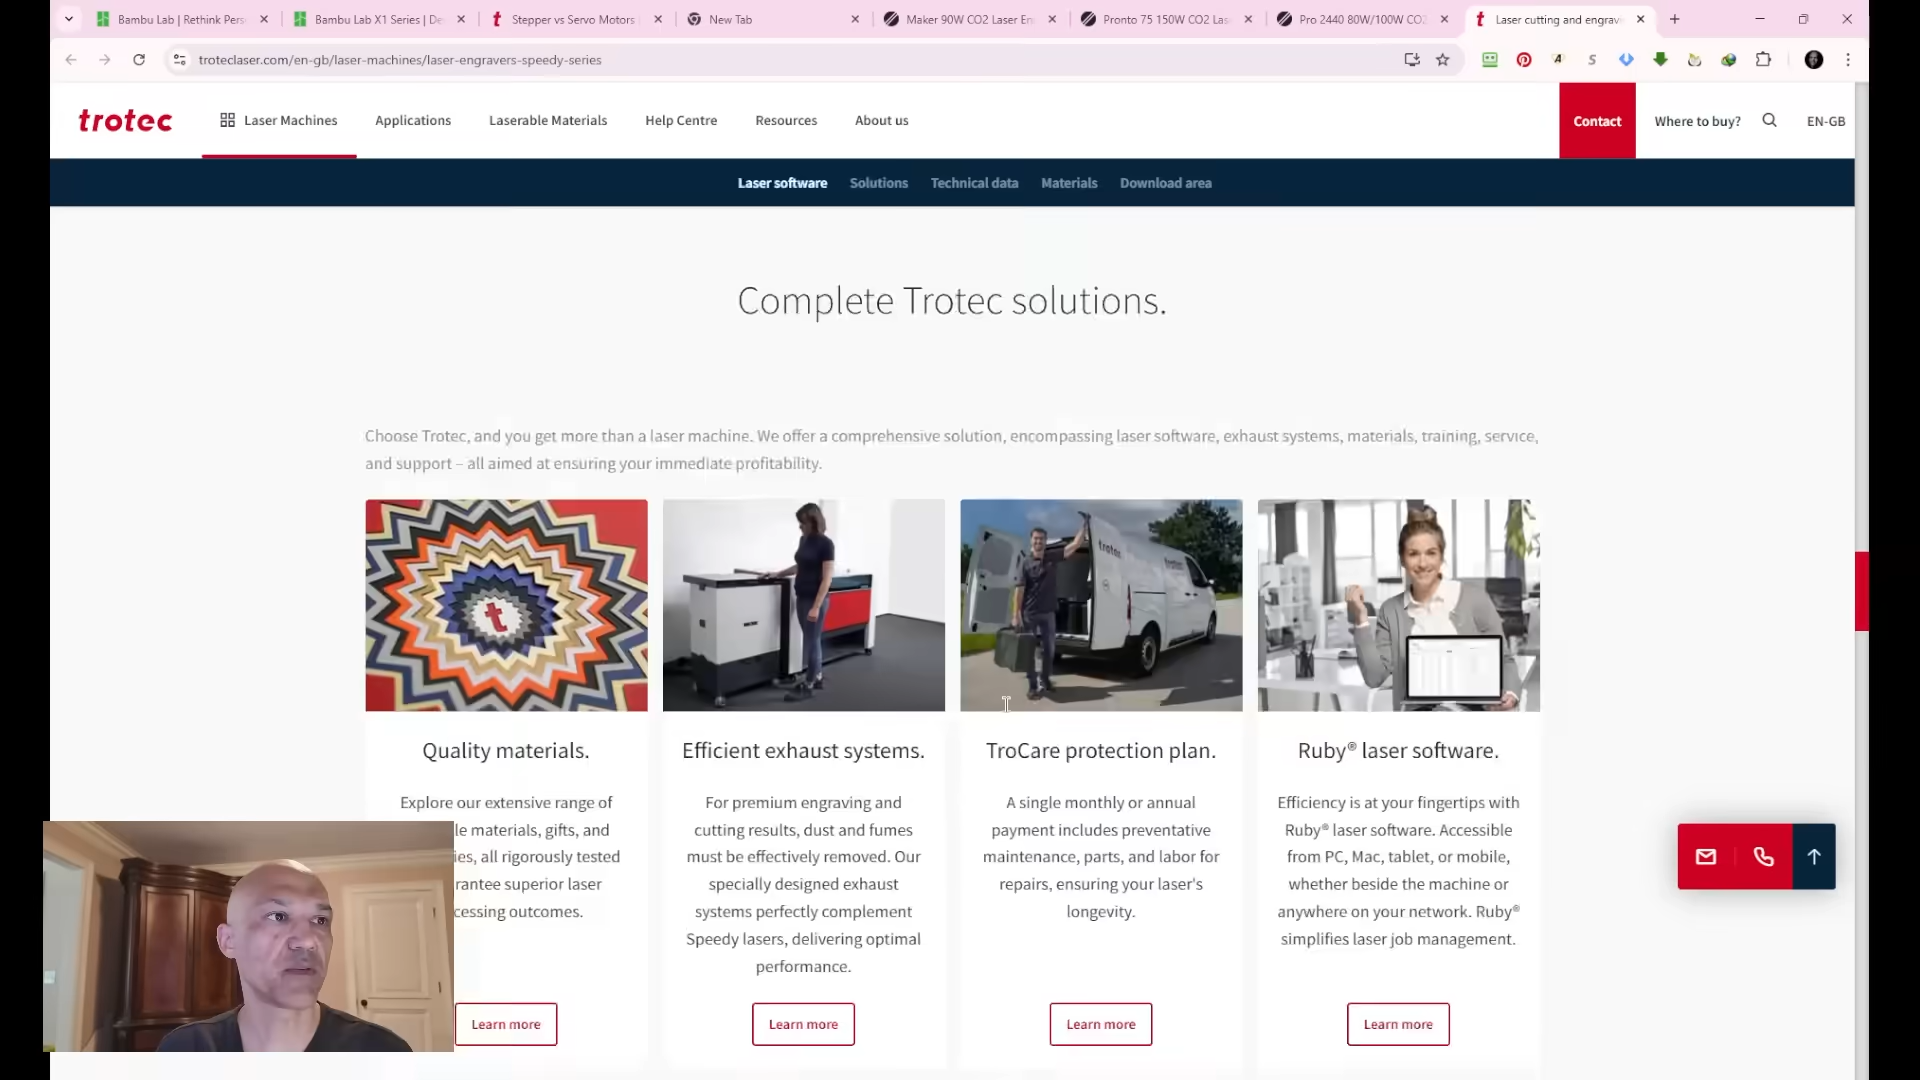 Bambu Lab | Rethink Pers
Bambu Lab X1 Series | De
Stepper vs Servo Motors
New Tab
Maker 90W CO2 Laser En
Pronto 75 150W CO2 Las
Pro 2440 80W/100W CO2
Laser cutting and engrav
troteclaser.com/en-gb/laser-machines/laser-engravers-speedy-series
trotec
Laser Machines
Applications
Laserable Materials
Help Centre
Resources
About us
Contact
Where to buy?
EN-GB
Laser software
Solutions
Technical data
Materials
Download area
Complete Trotec solutions.
Choose Trotec, and you get more than a laser machine. We offer a comprehensive solution, encompassing laser software, exhaust systems, materials, training, service,
and support – all aimed at ensuring your immediate profitability.
t
trotec
Quality materials.
Explore our extensive range of
le materials, gifts, and
ies, all rigorously tested
rantee superior laser
cessing outcomes.
Learn more
Efficient exhaust systems.
For premium engraving and
cutting results, dust and fumes
must be effectively removed. Our
specially designed exhaust
systems perfectly complement
Speedy lasers, delivering optimal
performance.
Learn more
TroCare protection plan.
A single monthly or annual
payment includes preventative
maintenance, parts, and labor for
repairs, ensuring your laser's
longevity.
Learn more
Ruby® laser software.
Efficiency is at your fingertips with
Ruby® laser software. Accessible
from PC, Mac, tablet, or mobile,
whether beside the machine or
anywhere on your network. Ruby®
simplifies laser job management.
Learn more